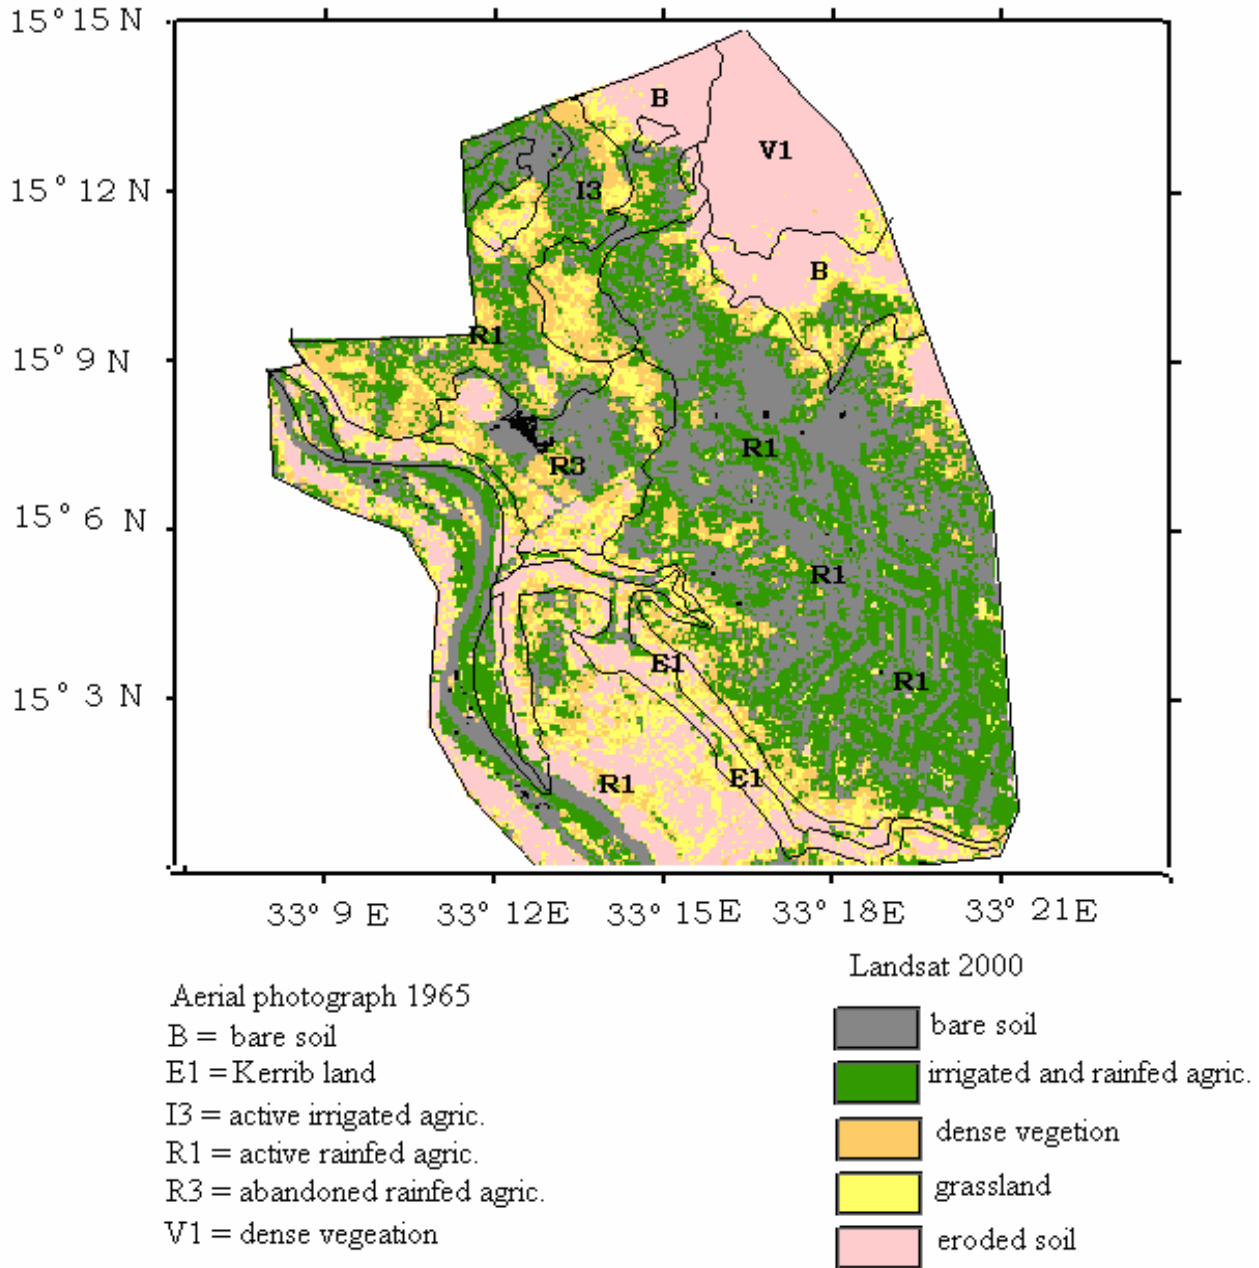 15° 15 N
B
V1
15° 12 N
I3
B
R1
15° 9 N
R1
R3
15° 6 N
R1
E1
15° 3 N
R1
R1
E1
33° 9 E
33° 12 E
33° 15 E
33° 18E
33° 21E
Aerial photograph 1965
B = bare soil
E1 = Kerrib land
I3 = active irrigated agric.
R1 = active rainfed agric.
R3 = abandoned rainfed agric.
V1 = dense vegeation
Landsat 2000
bare soil
irrigated and rainfed agric.
dense vegetion
grassland
eroded soil